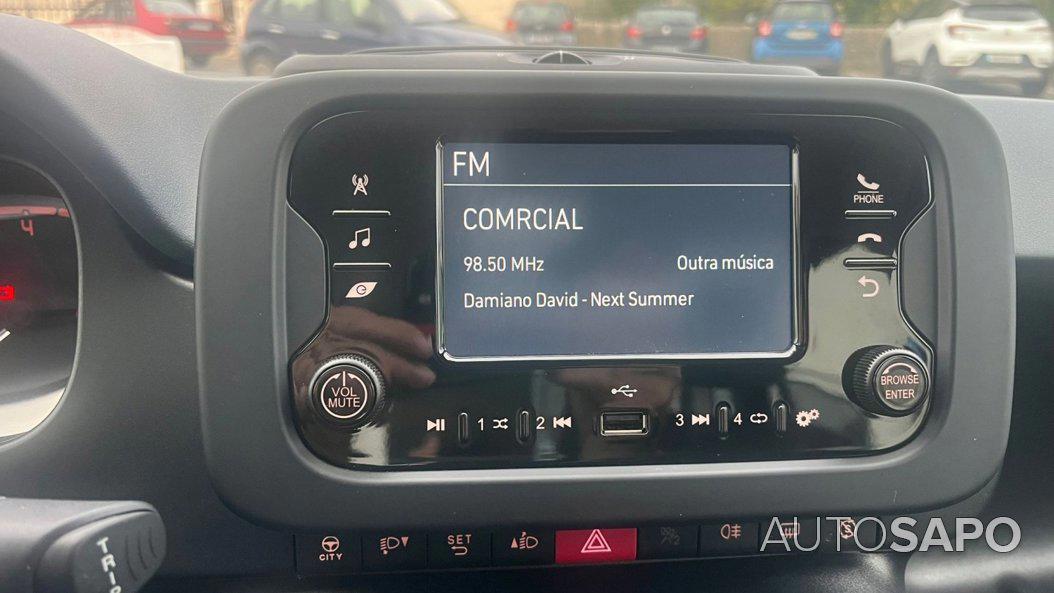 FM
COMRCIAL
98.50 MHz
Outra música
Damiano David - Next Summer
PHONE
VOL
MUTE
BROWSE
ENTER
1
2
3
4
CITY
SET
TRIP
AUTOSAPO